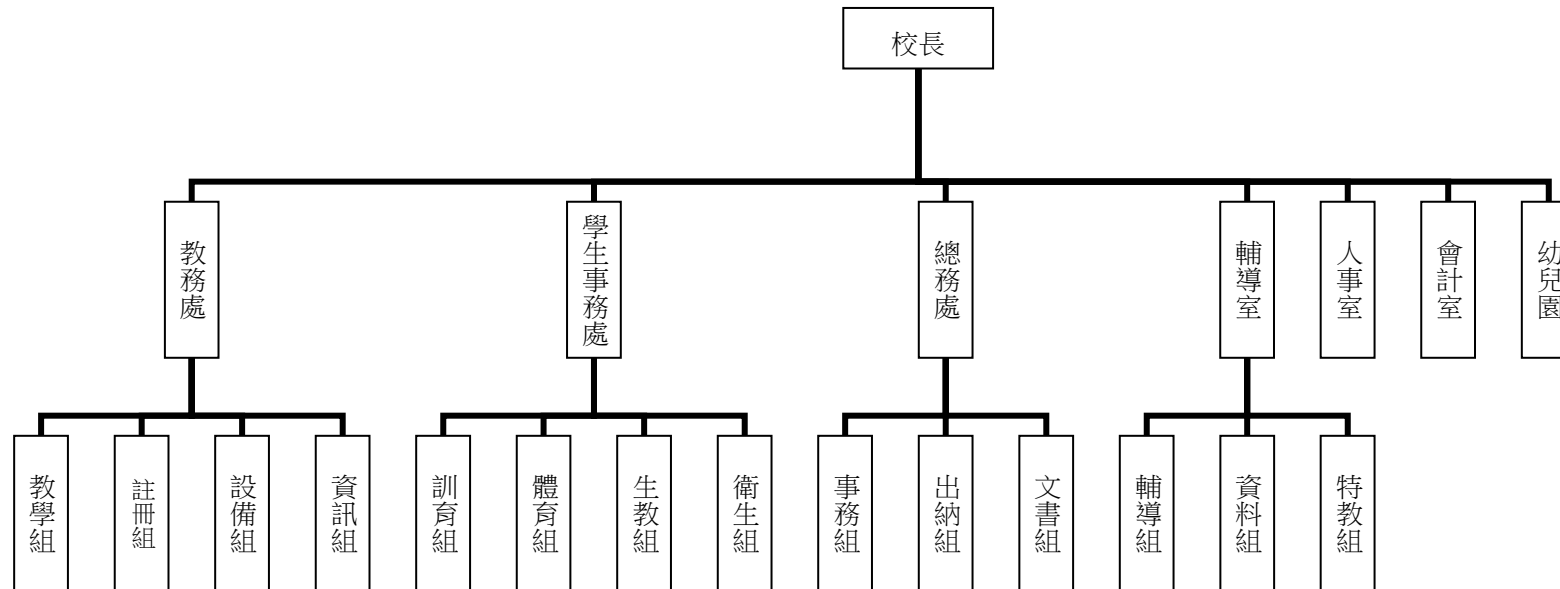 校長
教務處
學生事務處
總務處
輔導室
人事室
會計室
幼兒園
教學組
註冊組
設備組
資訊組
訓育組
體育組
生教組
衛生組
事務組
出納組
文書組
輔導組
資料組
特教組